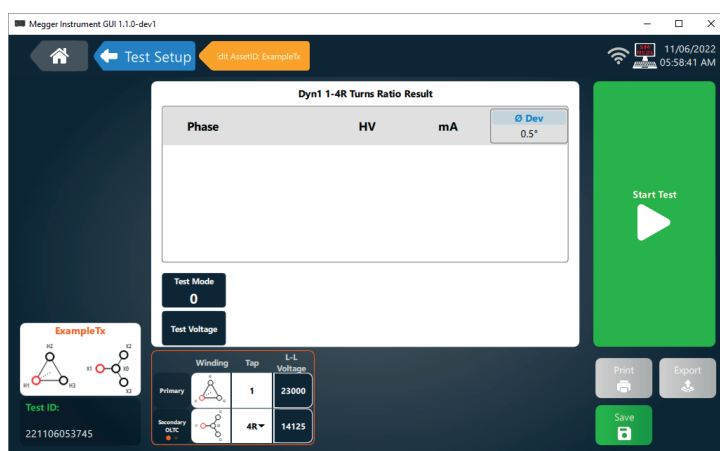 Megger Instrument GUI 1.1.0-dev1
Test Setup
Edit AssetID: ExampleTx
11/06/2022
05:58:41 AM
Dyn1 1-4R Turns Ratio Result
Phase HV mA Ø Dev
0.5°
Start Test
Test Mode
0
Test Voltage
ExampleTx
H2 X2
X1 X0
H1 H3 X3
Test ID:
221106053745
Winding Tap L-L Voltage
Primary 1 23000
Secondary OLTC 4R 14125
Print
Export
Save